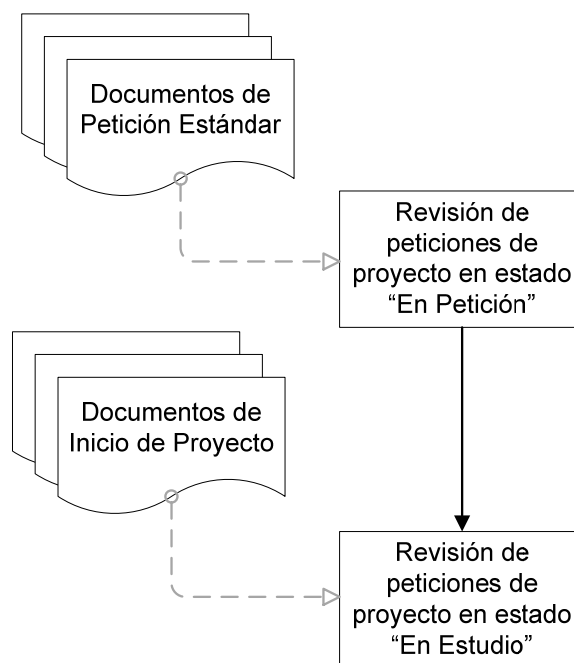 Documentos de
Petición Estándar
Revisión de
peticiones de
proyecto en estado
“En Petición”
Documentos de
Inicio de Proyecto
Revisión de
peticiones de
proyecto en estado
“En Estudio”